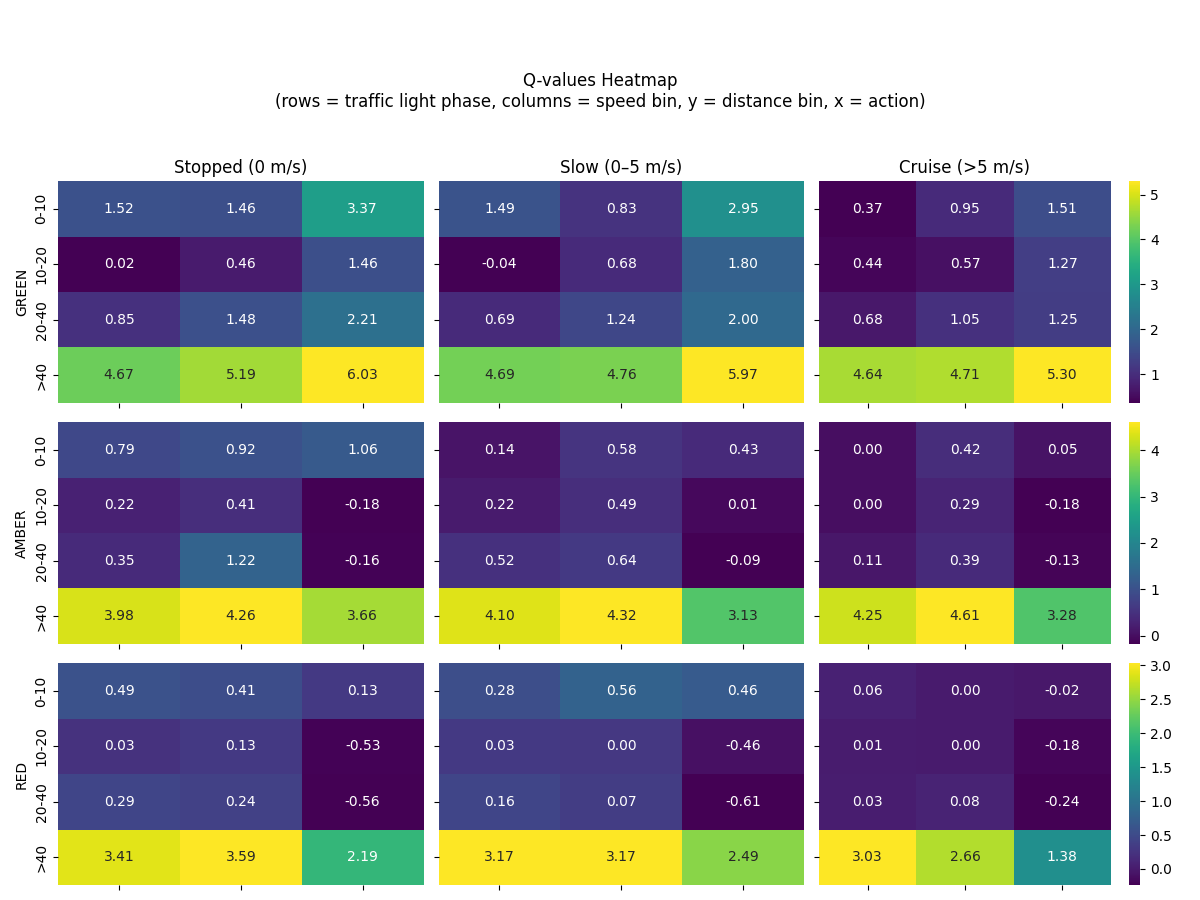 Q-values Heatmap
(rows = traffic light phase, columns = speed bin, y = distance bin, x = action)
Stopped (0 m/s) Slow (0–5 m/s) Cruise (>5 m/s)
GREEN
0-10 1.52 1.46 3.37 1.49 0.83 2.95 0.37 0.95 1.51
10-20 0.02 0.46 1.46 -0.04 0.68 1.80 0.44 0.57 1.27
20-40 0.85 1.48 2.21 0.69 1.24 2.00 0.68 1.05 1.25
>40 4.67 5.19 6.03 4.69 4.76 5.97 4.64 4.71 5.30
5
4
3
2
1
AMBER
0-10 0.79 0.92 1.06 0.14 0.58 0.43 0.00 0.42 0.05
10-20 0.22 0.41 -0.18 0.22 0.49 0.01 0.00 0.29 -0.18
20-40 0.35 1.22 -0.16 0.52 0.64 -0.09 0.11 0.39 -0.13
>40 3.98 4.26 3.66 4.10 4.32 3.13 4.25 4.61 3.28
4
3
2
1
0
RED
0-10 0.49 0.41 0.13 0.28 0.56 0.46 0.06 0.00 -0.02
10-20 0.03 0.13 -0.53 0.03 0.00 -0.46 0.01 0.00 -0.18
20-40 0.29 0.24 -0.56 0.16 0.07 -0.61 0.03 0.08 -0.24
>40 3.41 3.59 2.19 3.17 3.17 2.49 3.03 2.66 1.38
3.0
2.5
2.0
1.5
1.0
0.5
0.0